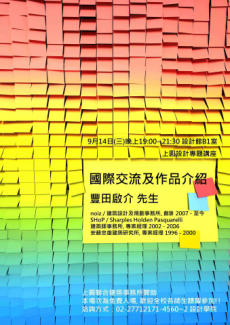 9月14日(三)晚上19:00~21:30 設計館B1室
上圓設計專題講座
國際交流及作品介紹
豐田啟介 先生
noiz / 建築設計及規劃事務所, 創辦 2007 - 至今
SHoP / Sharples Holden Pasquarelli
建築師事務所, 專案經理 2002 - 2006
安藤忠雄建築研究所, 專案經理 1996 - 2000
上圓聯合建築事務所贊助
本場次為免費入場, 歡迎全校各師生踴躍參加!!
洽詢方式 : 02-27712171-4560~2 設計學院